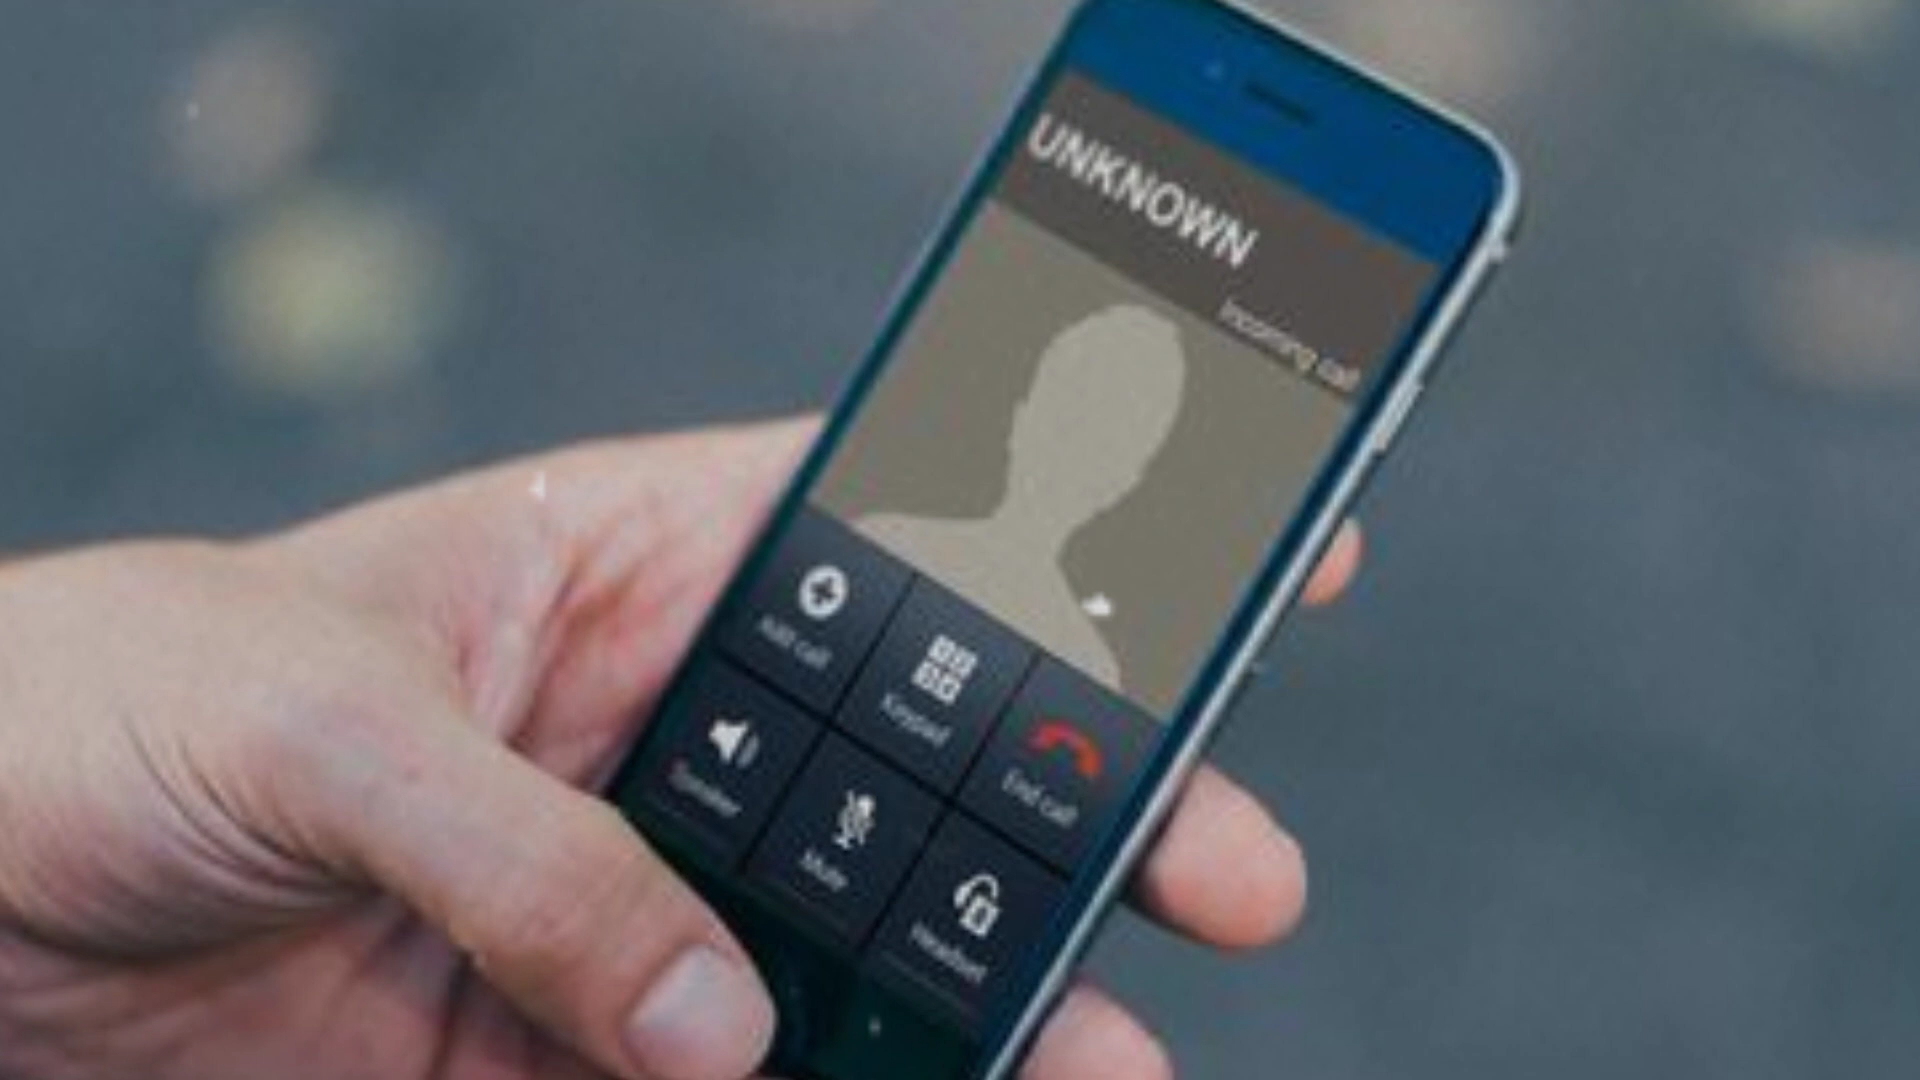 UNKNOWN
Incoming call
Add call
Keypad
End call
Speaker
Mute
Headset